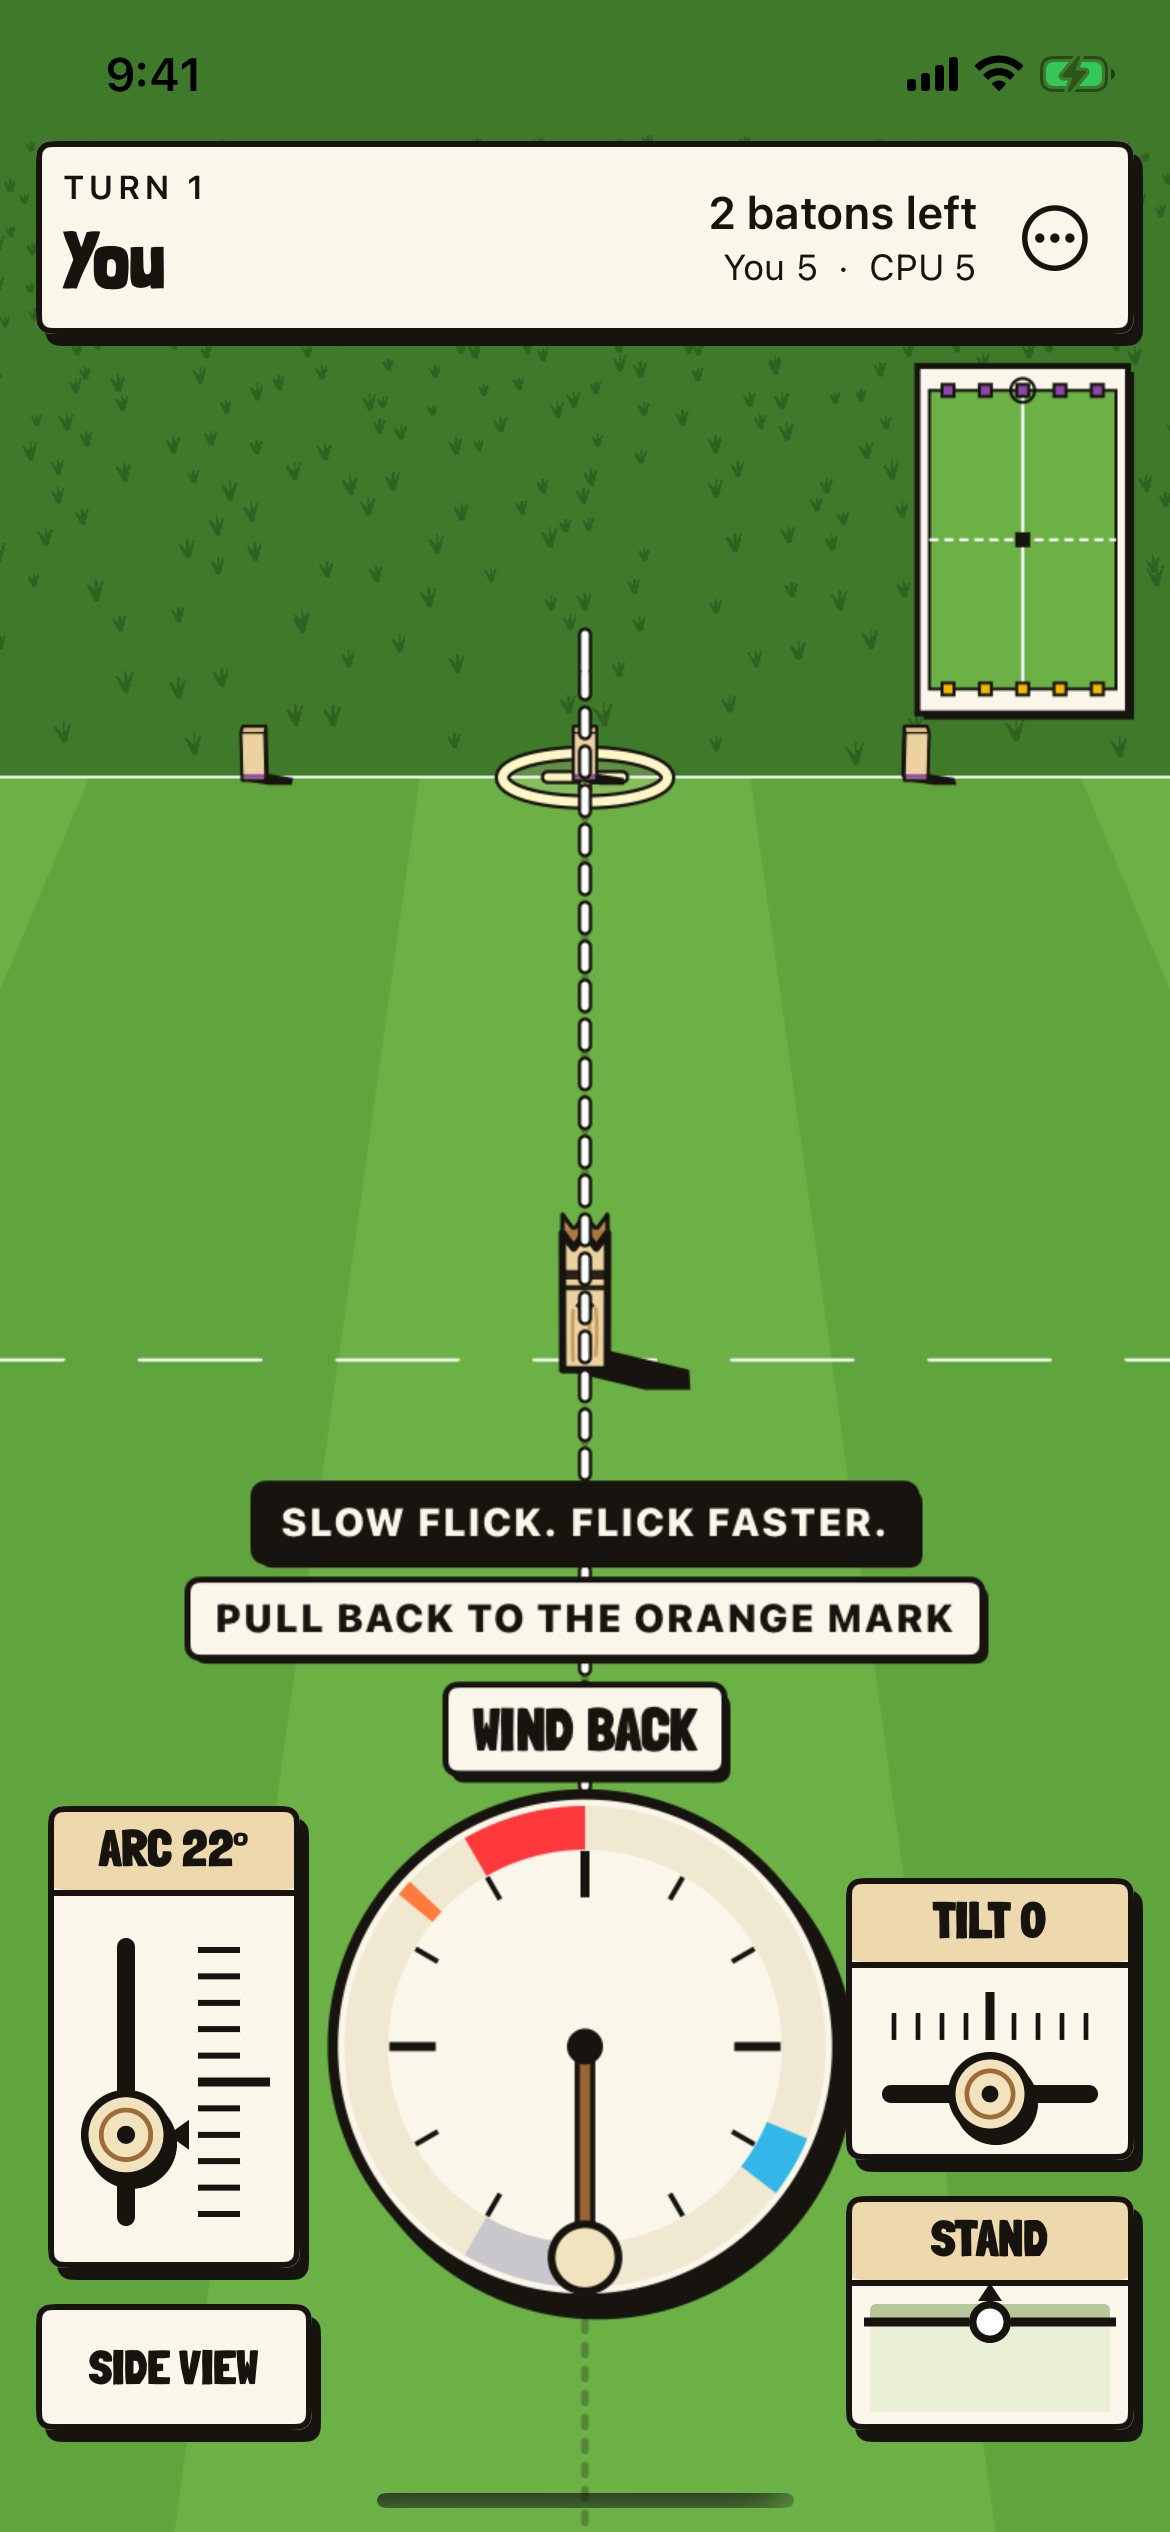 9:41
TURN 1
You
2 batons left
You 5 · CPU 5
SLOW FLICK. FLICK FASTER.
PULL BACK TO THE ORANGE MARK
WIND BACK
ARC 22°
TILT 0
STAND
SIDE VIEW